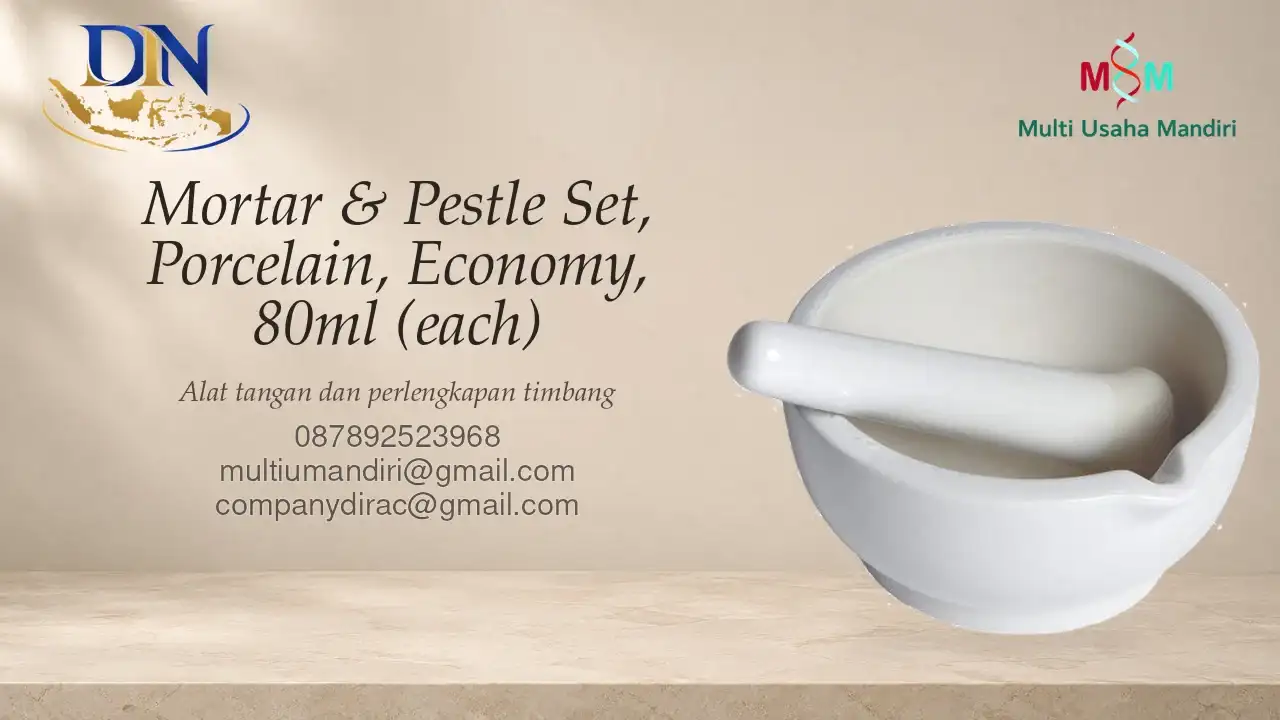 DN
MSM
Multi Usaha Mandiri
Mortar & Pestle Set,
Porcelain, Economy,
80ml (each)
Alat tangan dan perlengkapan timbang
087892523968
multiumandiri@gmail.com
companydirac@gmail.com